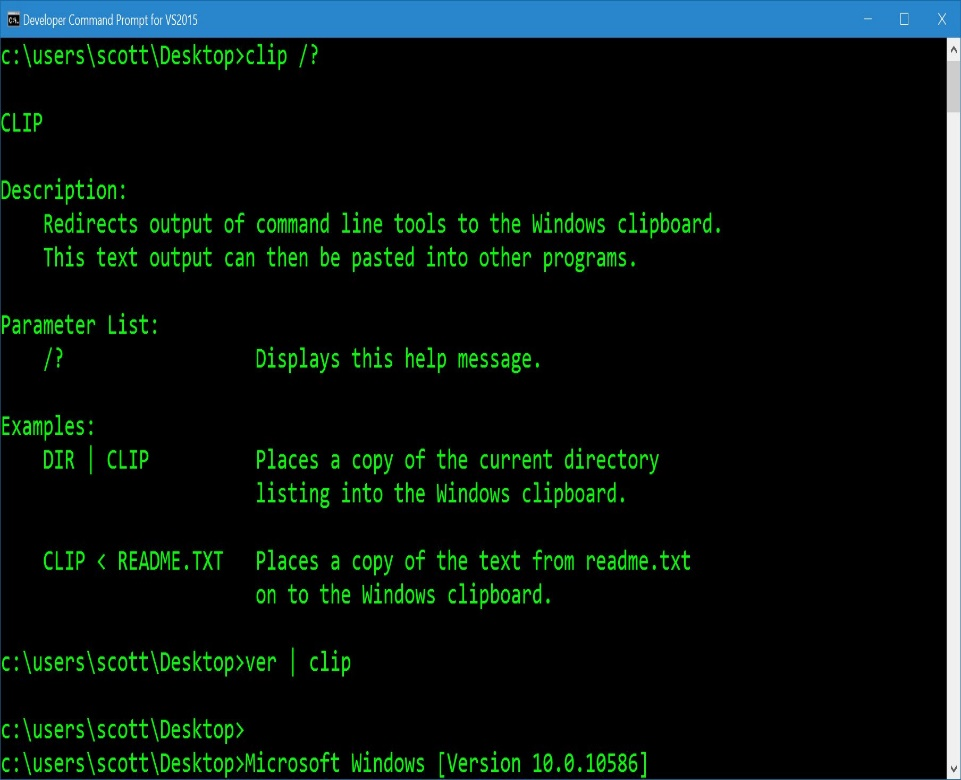 Developer Command Prompt for VS2015
c:\users\scott\Desktop>clip /?
CLIP
Description:
Redirects output of command line tools to the Windows clipboard.
This text output can then be pasted into other programs.
Parameter List:
/? Displays this help message.
Examples:
DIR | CLIP Places a copy of the current directory
listing into the Windows clipboard.
CLIP < README.TXT Places a copy of the text from readme.txt
on to the Windows clipboard.
c:\users\scott\Desktop>ver | clip
c:\users\scott\Desktop>
c:\users\scott\Desktop>Microsoft Windows [Version 10.0.10586]